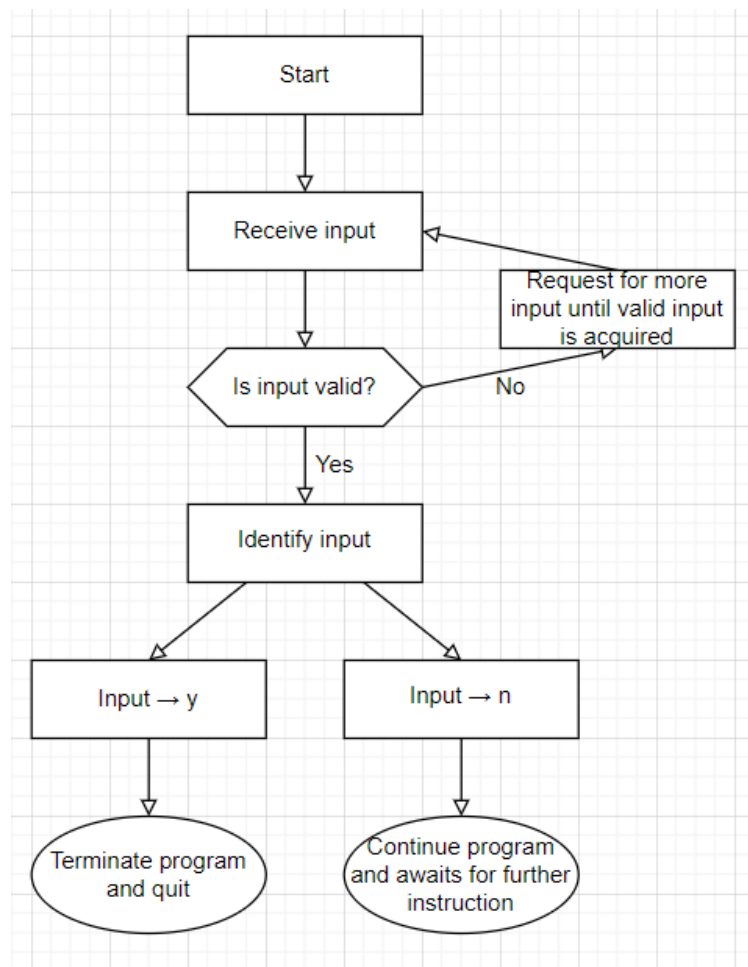 Start
Receive input
Request for more
input until valid input
is acquired
Is input valid?
No
Yes
Identify input
Input → y
Input → n
Terminate program
and quit
Continue program
and awaits for further
instruction